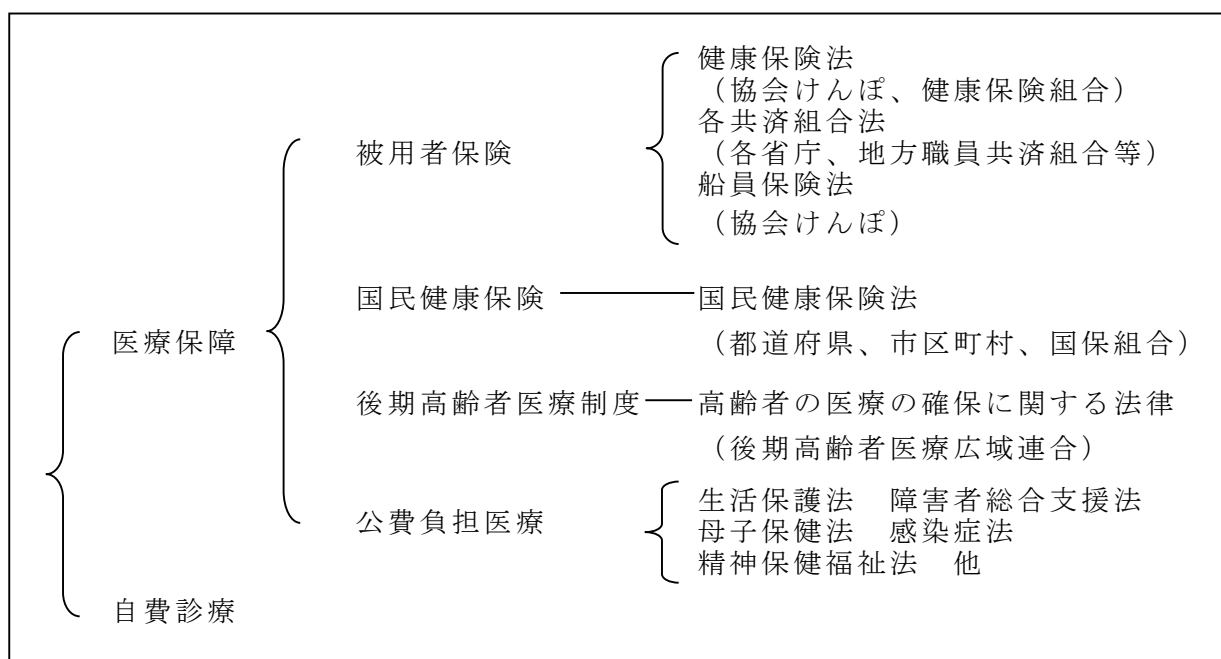 健康保険法
（協会けんぽ、健康保険組合）
各共済組合法
被用者保険
（各省庁、地方職員共済組合等）
船員保険法
（協会けんぽ）
国民健康保険
国民健康保険法
医療保障
（都道府県、市区町村、国保組合）
後期高齢者医療制度
高齢者の医療の確保に関する法律
（後期高齢者医療広域連合）
公費負担医療
生活保護法　障害者総合支援法
母子保健法　感染症法
精神保健福祉法　他
自費診療